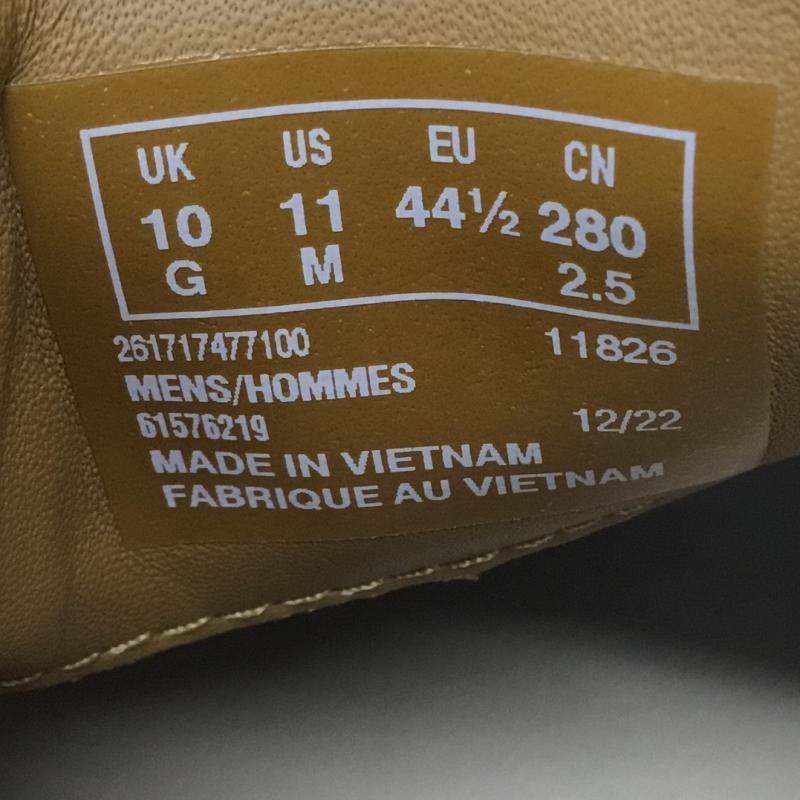 UK US EU CN
10 11 44½ 280
G M 2.5
261717477100 11826
MENS/HOMMES
61576219 12/22
MADE IN VIETNAM
FABRIQUE AU VIETNAM